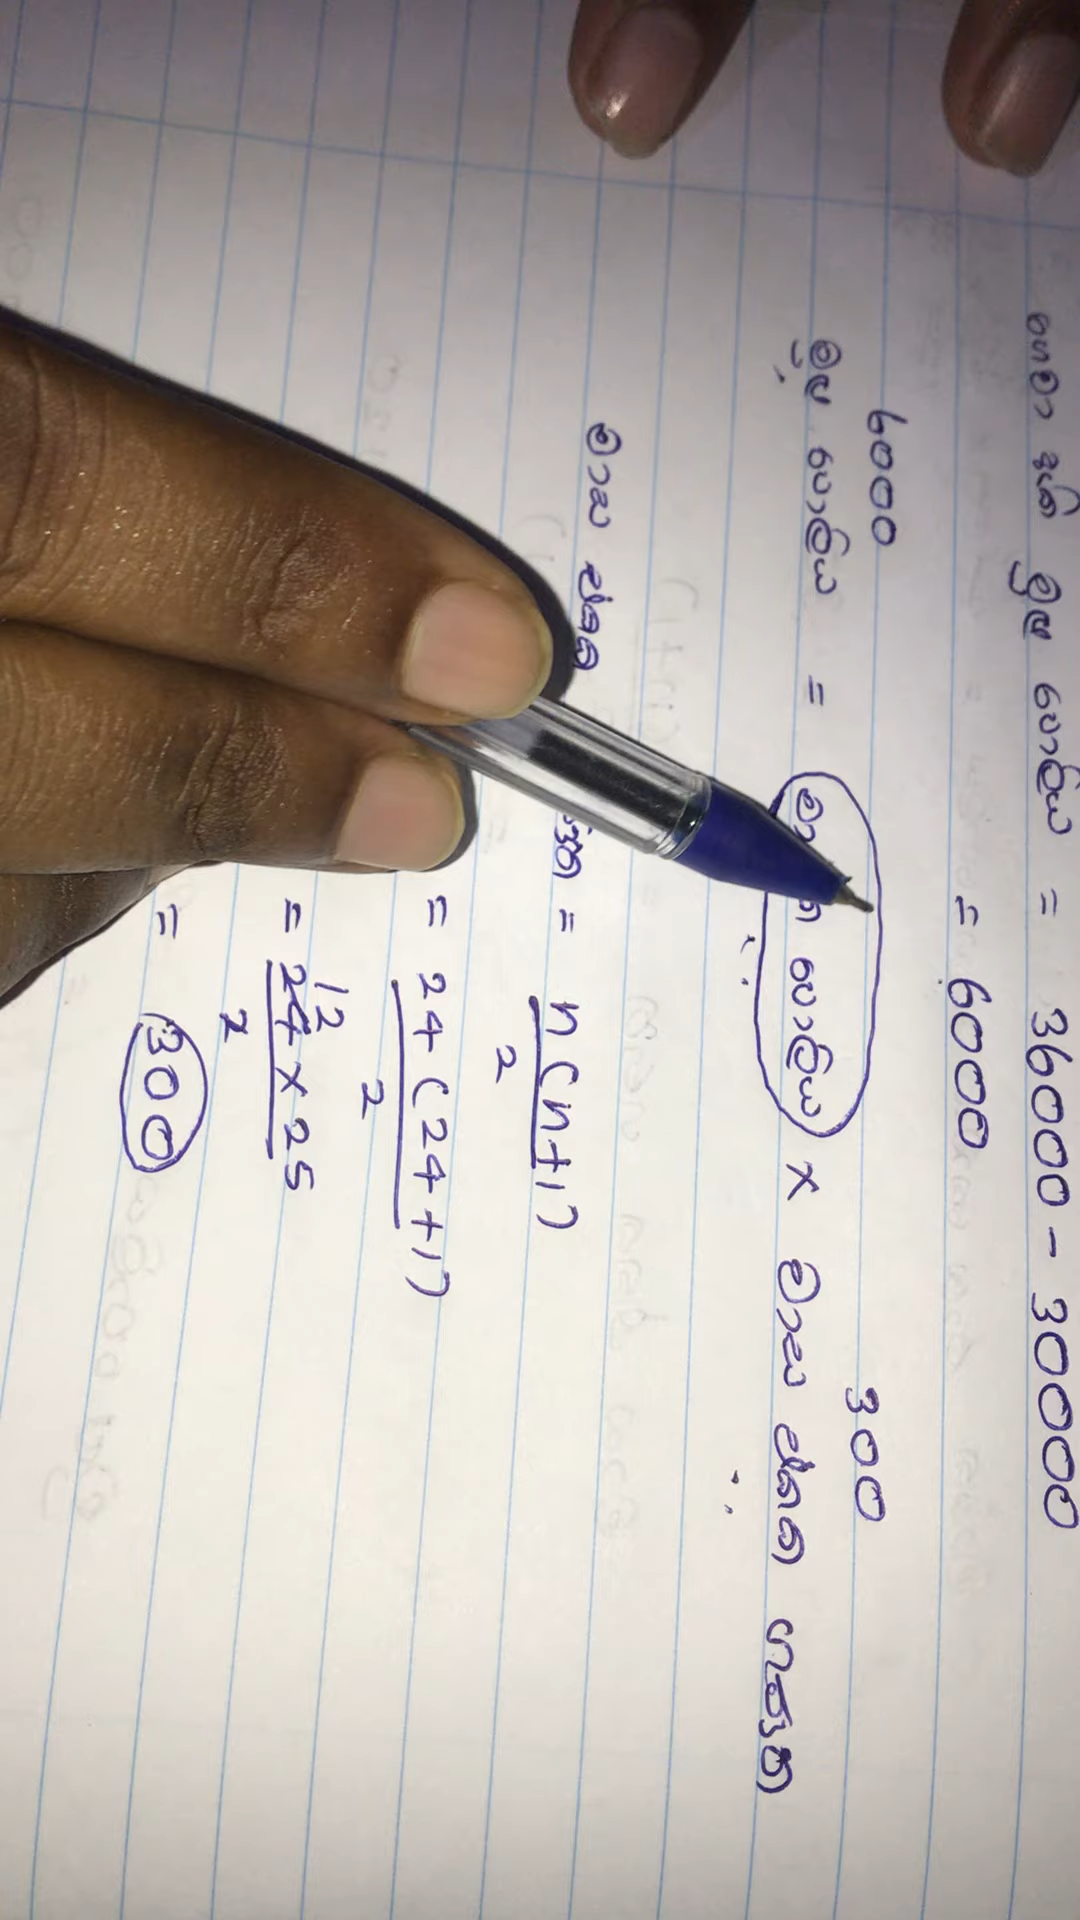 ගෙවා ඇති මුළු පොලිය = 36000 - 30000
= 6000
6000 300
මුළු පොලිය = පොලිය × මාස ඒකක ගණන
මාස ඒකක = n(n+1)
2
= 24(24+1)
2
12
= 24 × 25
2
= 300